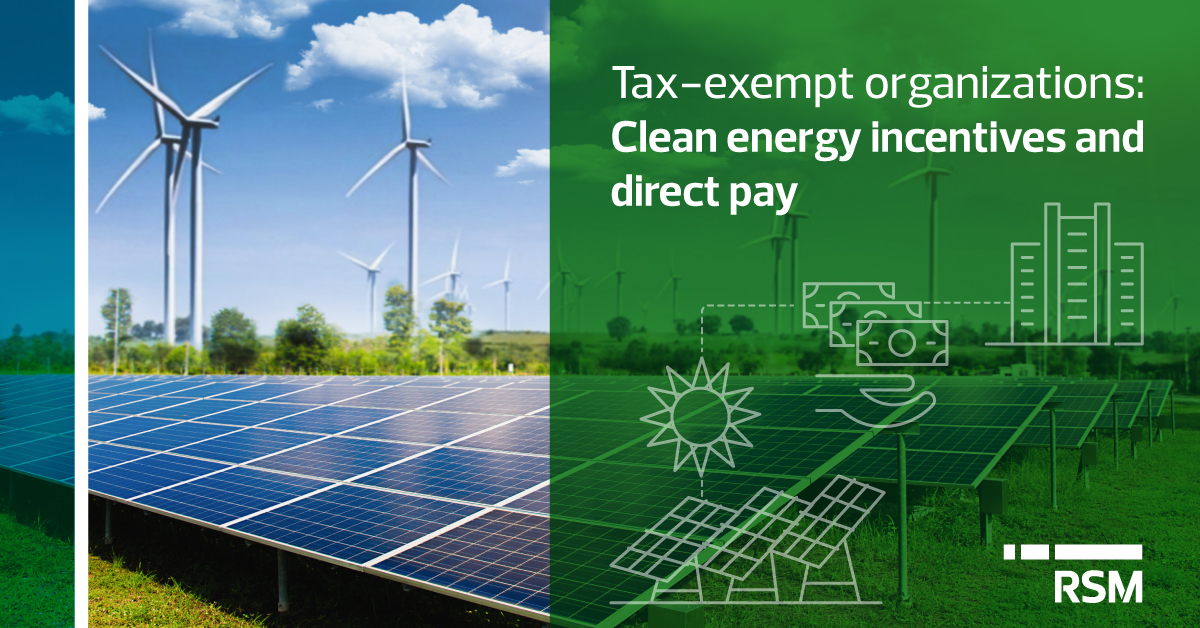 Tax-exempt organizations:
Clean energy incentives and
direct pay
RSM